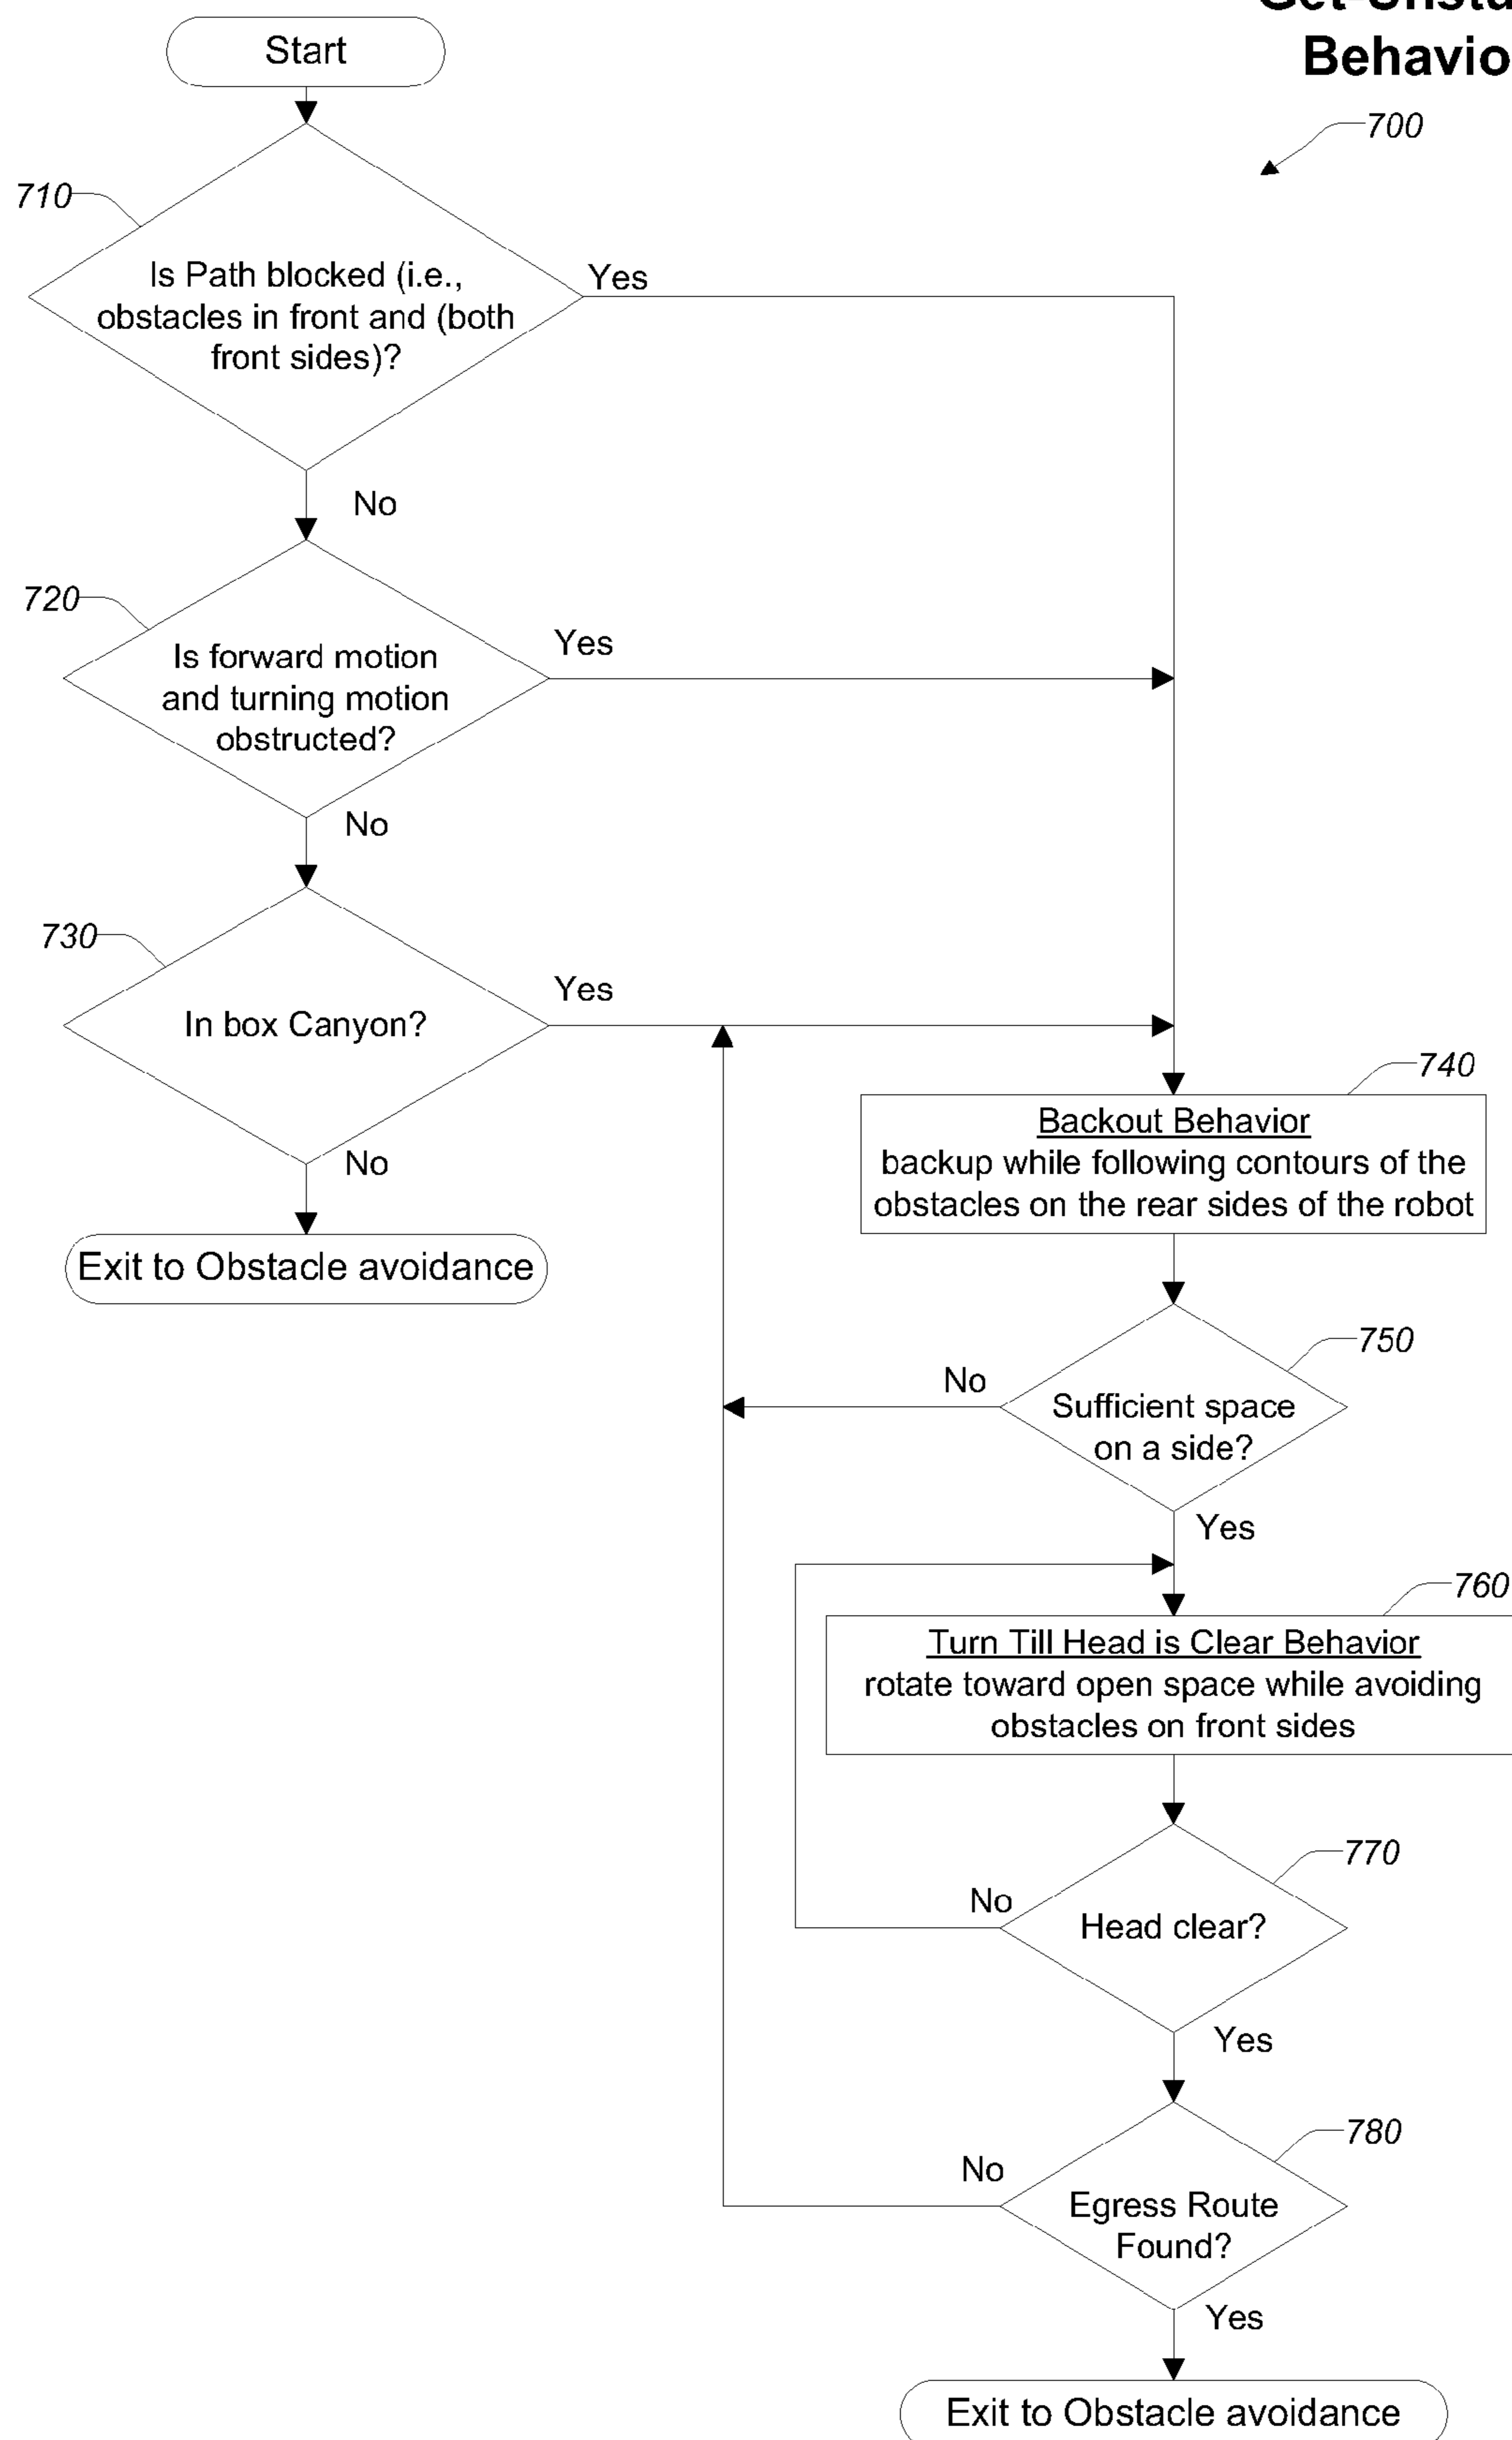 Behavio
700
Start
710
Is Path blocked (i.e.,
obstacles in front and (both
front sides)?
Yes
No
720
Is forward motion
and turning motion
obstructed?
Yes
No
730
In box Canyon?
Yes
No
Exit to Obstacle avoidance
740
Backout Behavior
backup while following contours of the
obstacles on the rear sides of the robot
750
No
Sufficient space
on a side?
Yes
760
Turn Till Head is Clear Behavior
rotate toward open space while avoiding
obstacles on front sides
770
No
Head clear?
Yes
780
No
Egress Route
Found?
Yes
Exit to Obstacle avoidance